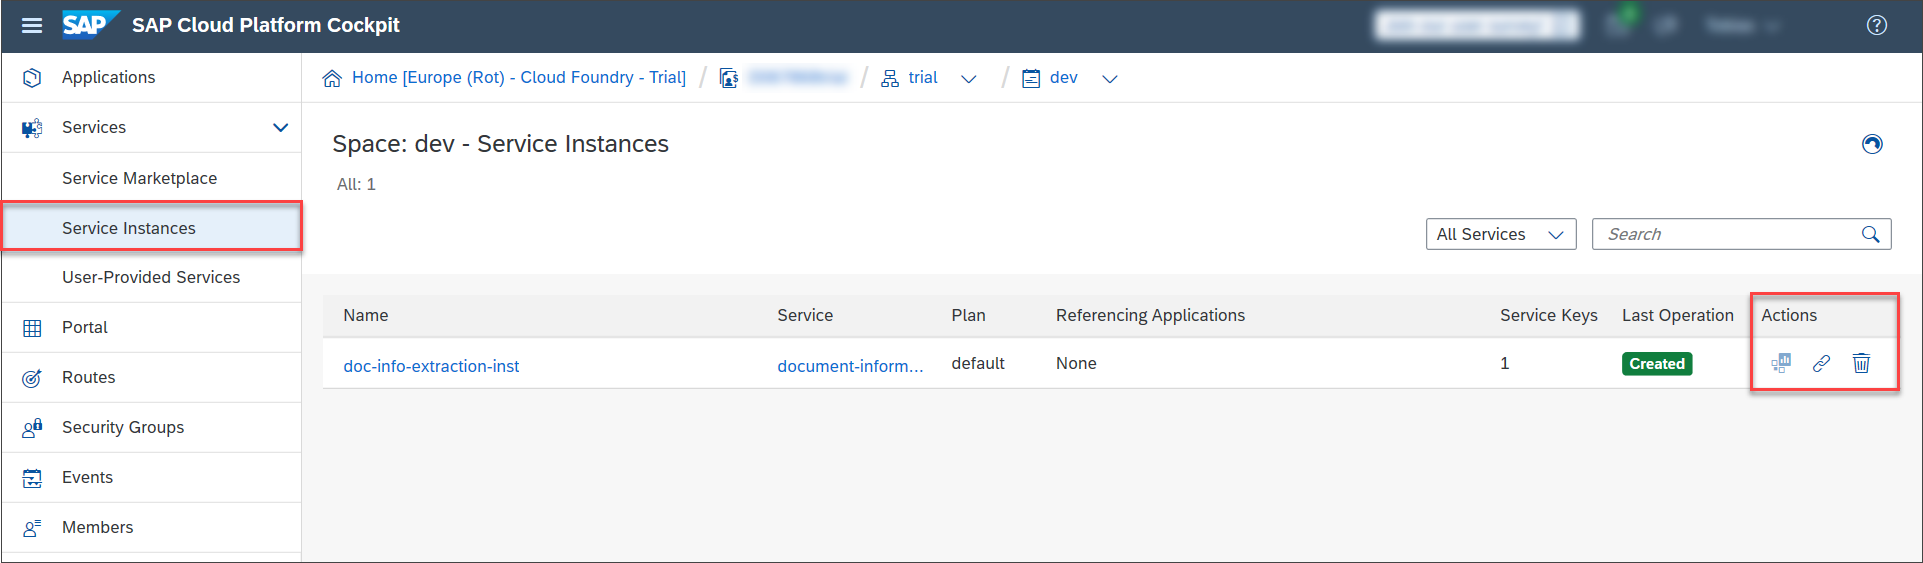 SAP SAP Cloud Platform Cockpit
Applications
Home [Europe (Rot) - Cloud Foundry - Trial] / / trial / dev
Services
Space: dev - Service Instances
All: 1
Service Marketplace
Service Instances
All Services
Search
User-Provided Services
Name Service Plan Referencing Applications Service Keys Last Operation Actions
Portal
doc-info-extraction-inst document-inform... default None 1 Created
Routes
Security Groups
Events
Members